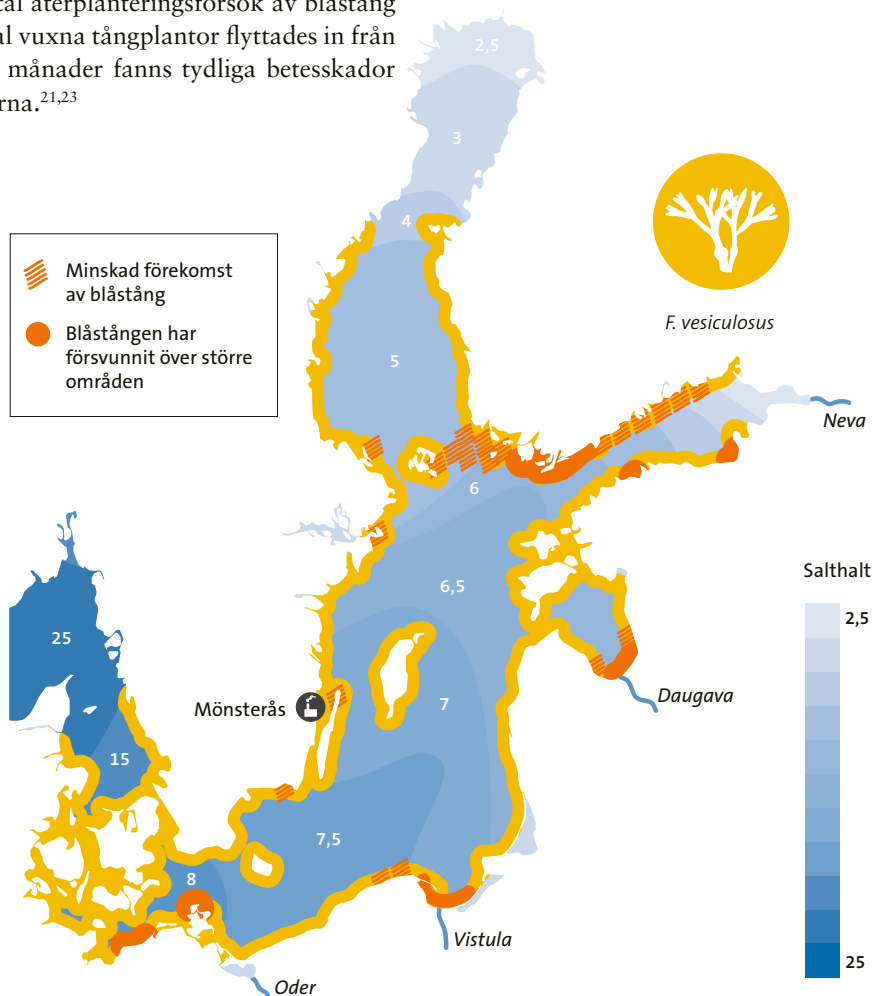 tal återplanteringsförsök av blåstång
al vuxna tångplantor flyttades in från
månader fanns tydliga betesskador
rna.21,23
2,5
3
4
Minskad förekomst
av blåstång
Blåstången har
försvunnit över större
områden
F. vesiculosus
5
Neva
6
Salthalt
2,5
6,5
25
Daugava
7
Mönsterås
15
7,5
8
Vistula
25
Oder